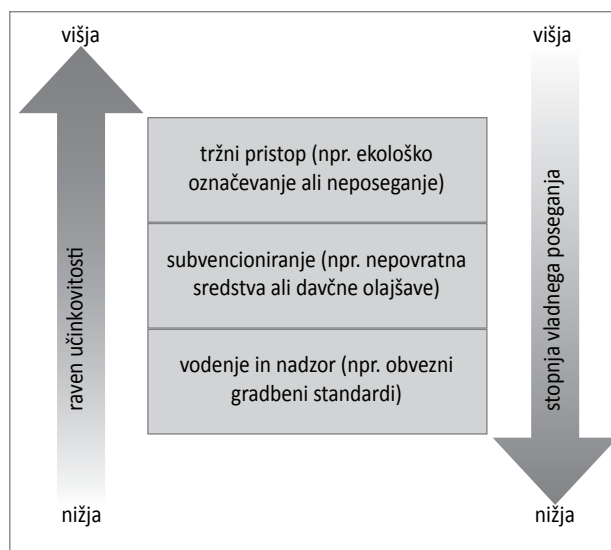 višja
višja
tržni pristop (npr. ekološko
označevanje ali neposeganje)
subvencioniranje (npr. nepovratna
sredstva ali davčne olajšave)
vodenje in nadzor (npr. obvezni
gradbeni standardi)
raven učinkovitosti
stopnja vladnega poseganja
nižja
nižja